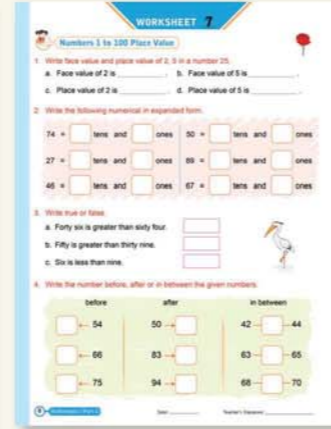 WORKSHEET 7
Numbers 1 to 100 Place Value
1. Write face value and place value of 2, 5 in a number 25.
a. Face value of 2 is ________. b. Face value of 5 is ________.
c. Place value of 2 is ________. d. Place value of 5 is ________.
2. Write the following numerical in expanded form.
74 = tens and ones 50 = tens and ones
27 = tens and ones 89 = tens and ones
46 = tens and ones 67 = tens and ones
3. Write true or false.
a. Forty six is greater than sixty four.
b. Fifty is greater than thirty nine.
c. Six is less than nine.
4. Write the number before, after or in between the given numbers.
before after in between
54 50 42 44
66 83 63 65
75 94 68 70